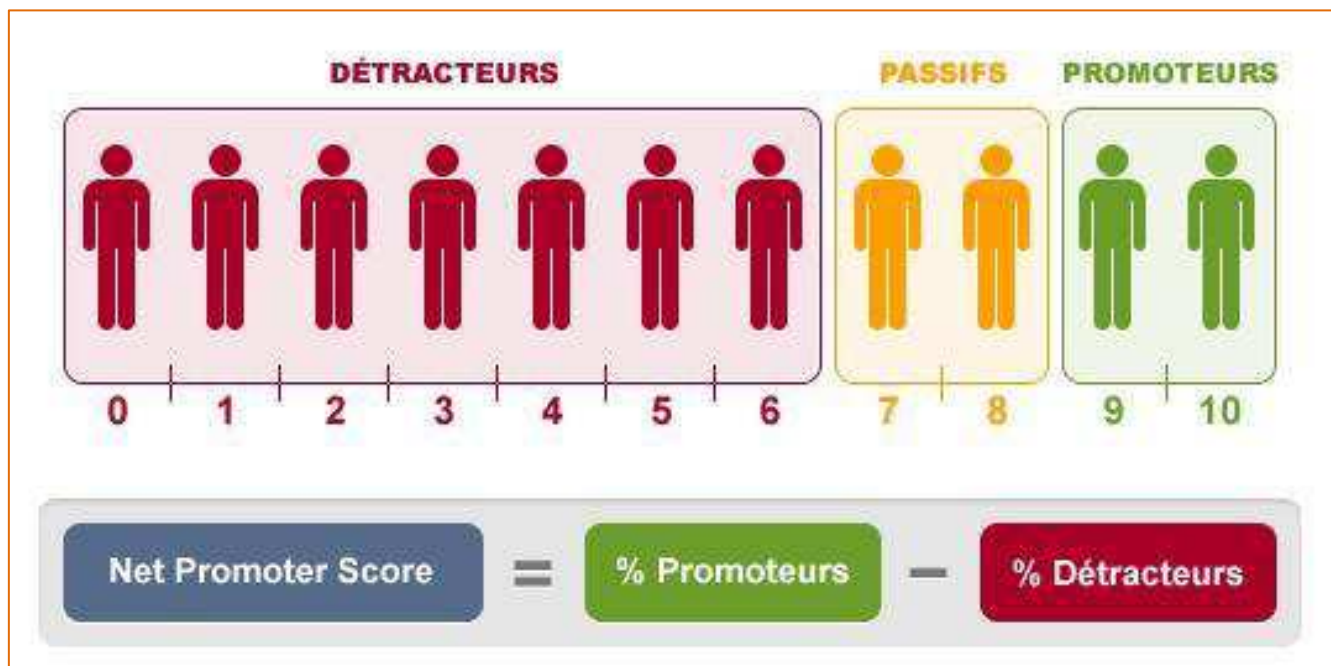 DÉTRACTEURS PASSIFS PROMOTEURS
0 1 2 3 4 5 6 7 8 9 10
Net Promoter Score = % Promoteurs — % Détracteurs